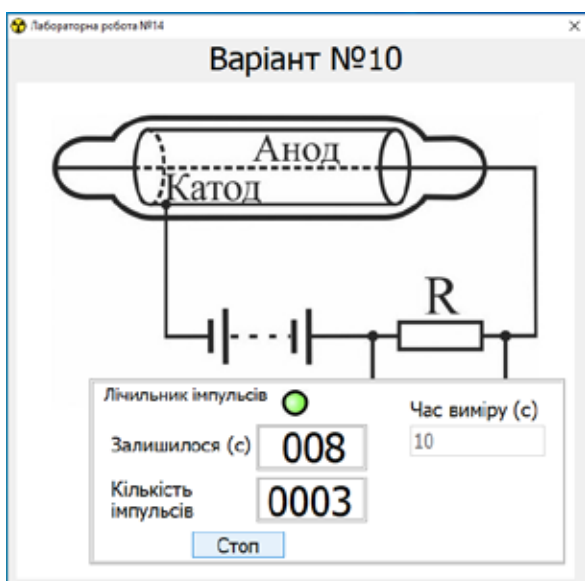 Лабораторна робота №14
Варіант №10
Анод
Катод
R
Лічильник імпульсів
Час виміру (с)
Залишилося (с) 008
10
Кількість імпульсів 0003
Стоп